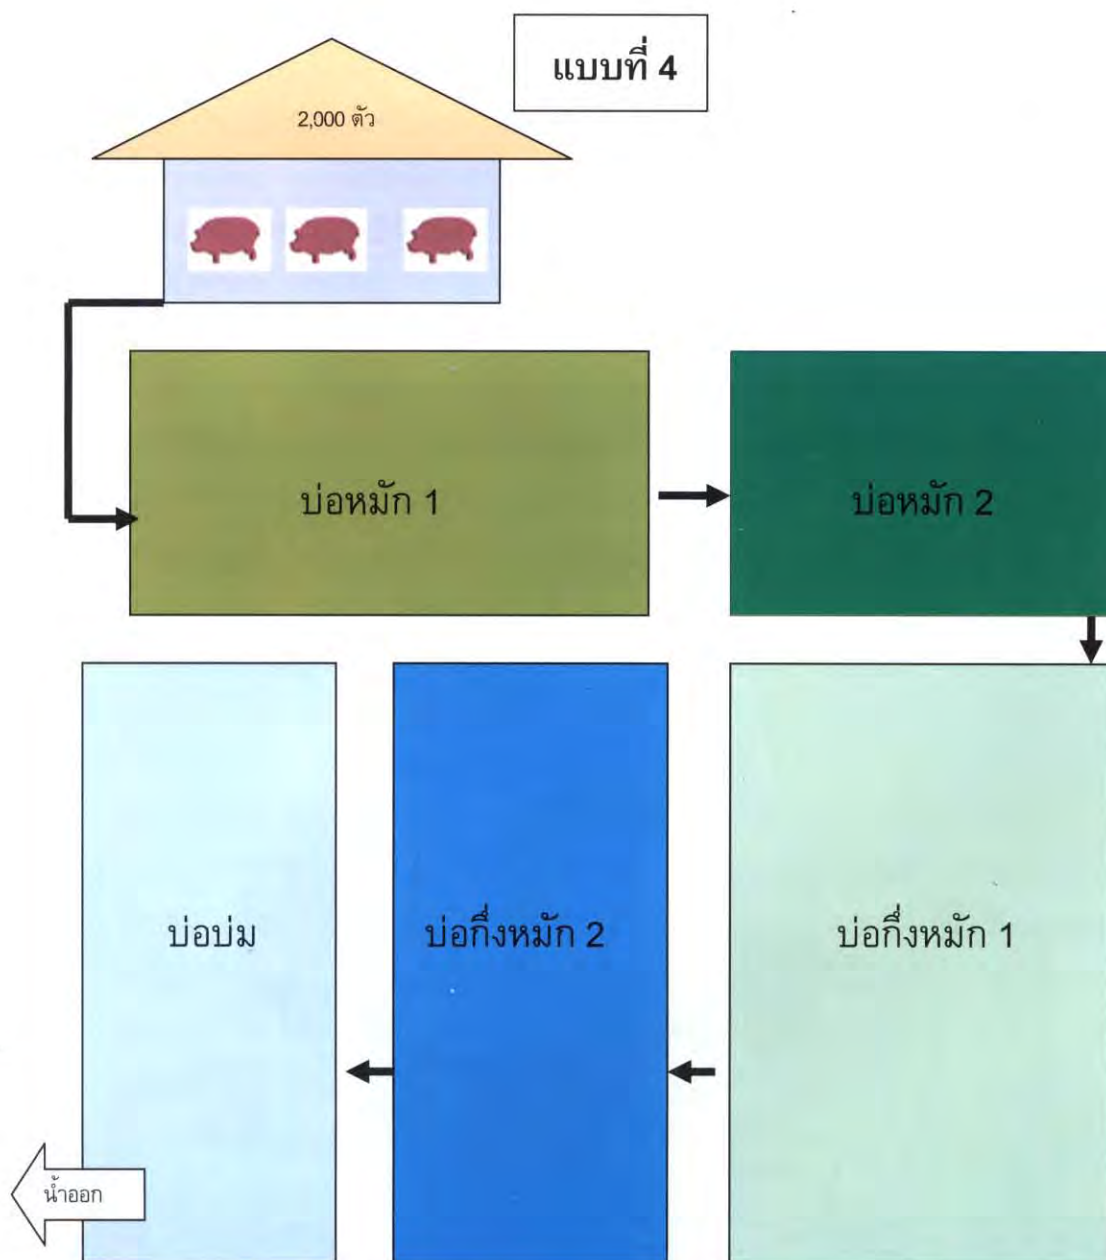 แบบที่ 4
2,000 ตัว
บ่อหมัก 1
บ่อหมัก 2
บ่อบ่ม
บ่อกึ่งหมัก 2
บ่อกึ่งหมัก 1
น้ำออก